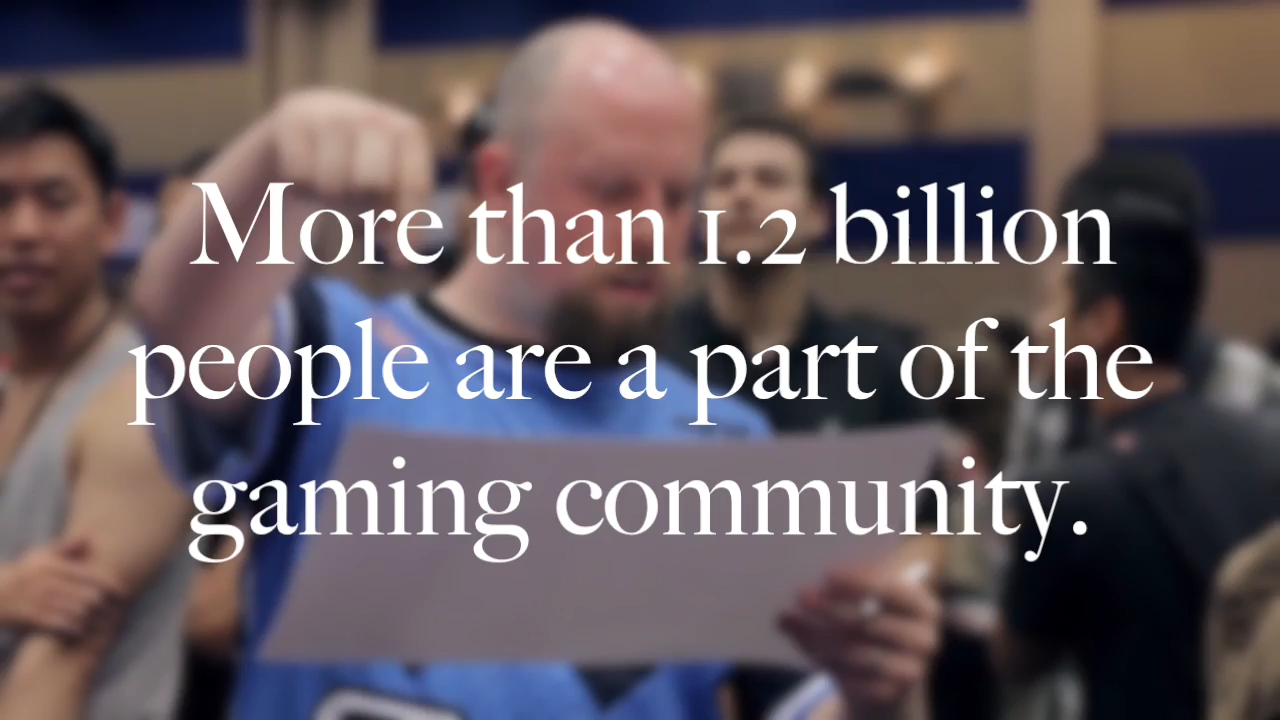 More than 1.2 billion
people are a part of the
gaming community.